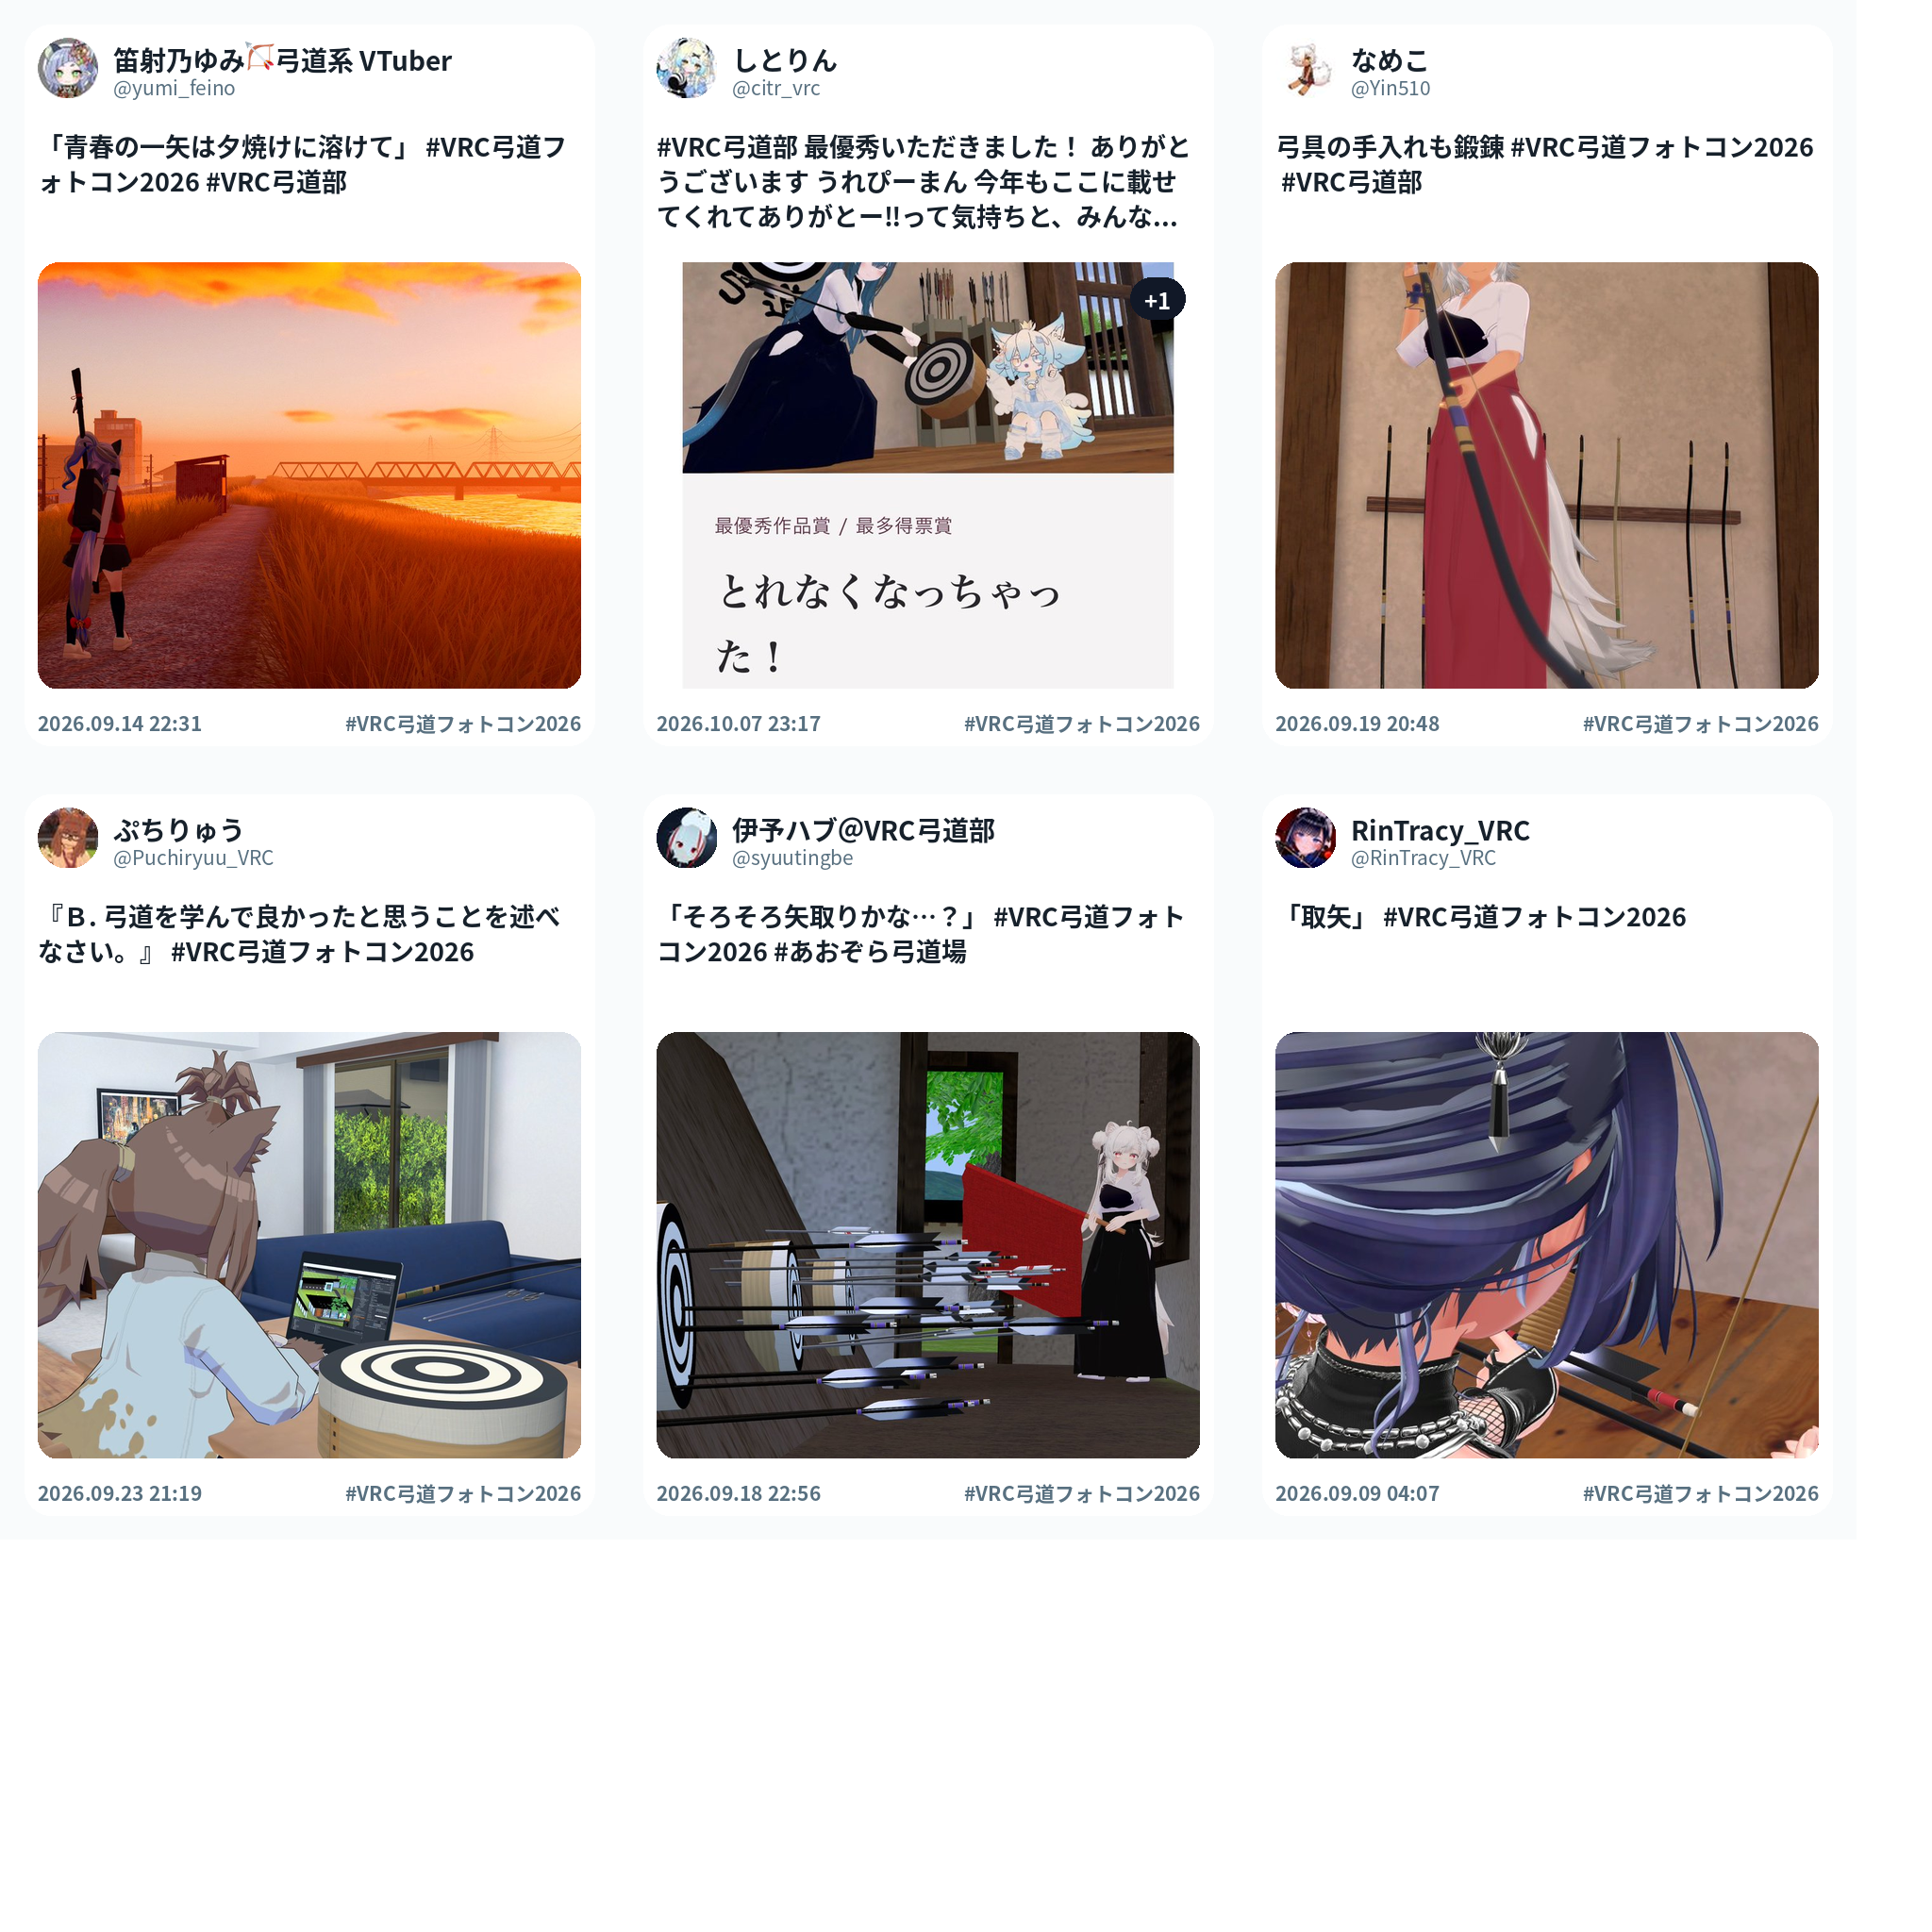 笛射乃ゆみ🏹弓道系 VTuber
@yumi_feino
「青春の一矢は夕焼けに溶けて」 #VRC弓道フ
ォトコン2026 #VRC弓道部
2026.09.14 22:31
#VRC弓道フォトコン2026
しとりん
@citr_vrc
#VRC弓道部 最優秀いただきました！ ありがと
うございます うれぴーまん 今年もここに載せ
てくれてありがとー‼って気持ちと、みんな...
+1
最優秀作品賞 / 最多得票賞
とれなくなっちゃっ
た！
2026.10.07 23:17
#VRC弓道フォトコン2026
なめこ
@Yin510
弓具の手入れも鍛錬 #VRC弓道フォトコン2026
#VRC弓道部
2026.09.19 20:48
#VRC弓道フォトコン2026
ぷちりゅう
@Puchiryuu_VRC
『Ｂ. 弓道を学んで良かったと思うことを述べ
なさい。』 #VRC弓道フォトコン2026
2026.09.23 21:19
#VRC弓道フォトコン2026
伊予ハブ@VRC弓道部
@syuutingbe
「そろそろ矢取りかな…？」 #VRC弓道フォト
コン2026 #あおぞら弓道場
2026.09.18 22:56
#VRC弓道フォトコン2026
RinTracy_VRC
@RinTracy_VRC
「取矢」 #VRC弓道フォトコン2026
2026.09.09 04:07
#VRC弓道フォトコン2026